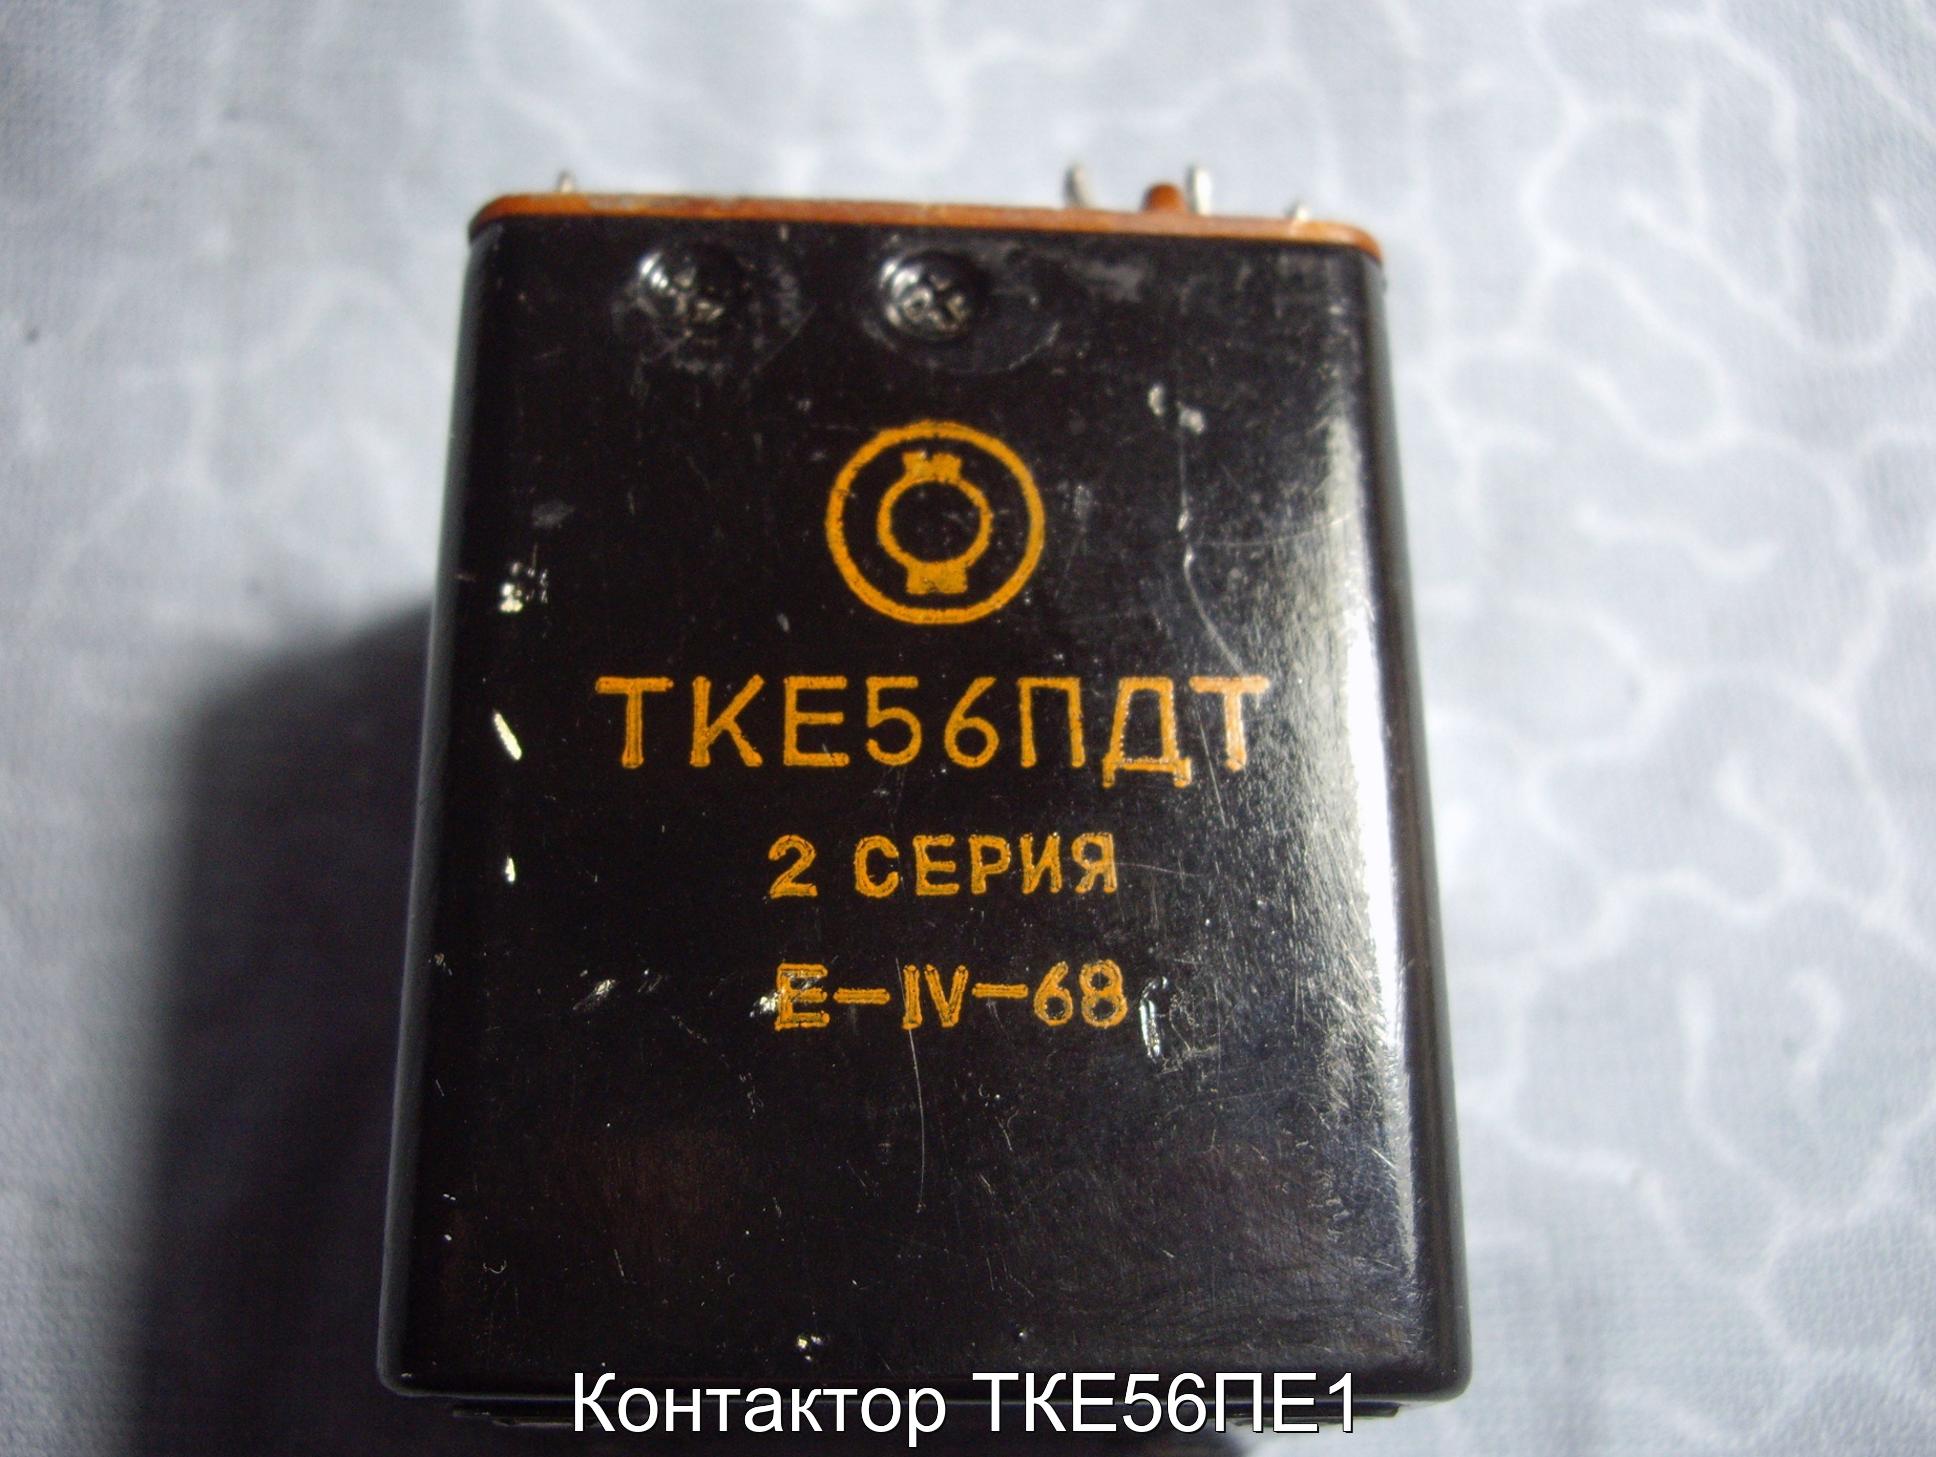 ТКЕ56ПДТ
2 СЕРИЯ
Е-IV-68
Контактор ТКЕ56ПЕ1